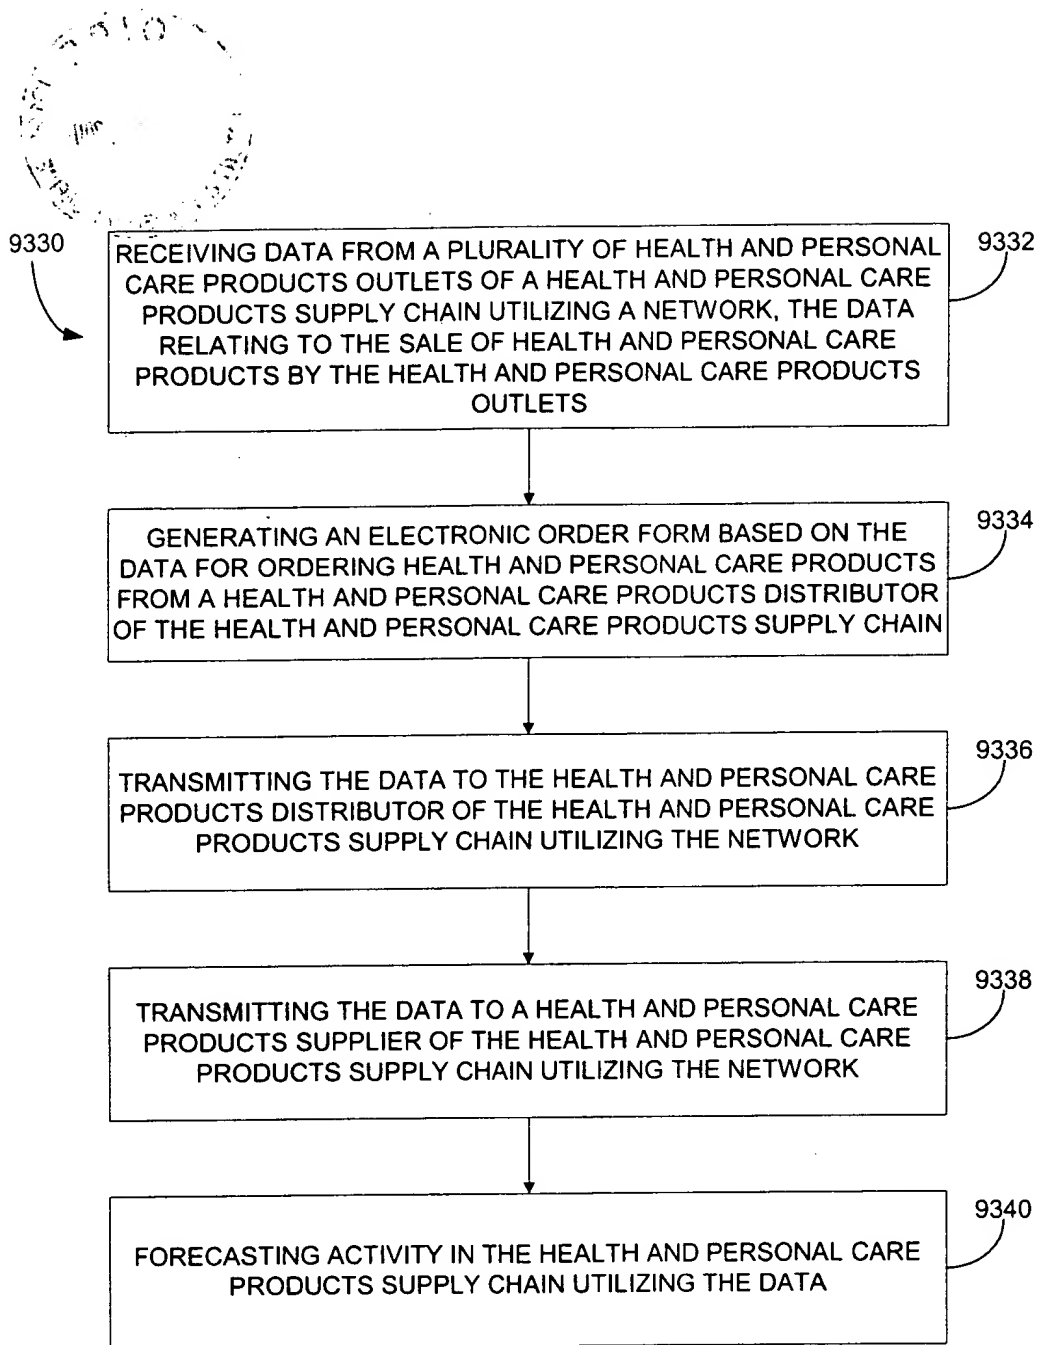 9330
9332
RECEIVING DATA FROM A PLURALITY OF HEALTH AND PERSONAL
CARE PRODUCTS OUTLETS OF A HEALTH AND PERSONAL CARE
PRODUCTS SUPPLY CHAIN UTILIZING A NETWORK, THE DATA
RELATING TO THE SALE OF HEALTH AND PERSONAL CARE
PRODUCTS BY THE HEALTH AND PERSONAL CARE PRODUCTS
OUTLETS
9334
GENERATING AN ELECTRONIC ORDER FORM BASED ON THE
DATA FOR ORDERING HEALTH AND PERSONAL CARE PRODUCTS
FROM A HEALTH AND PERSONAL CARE PRODUCTS DISTRIBUTOR
OF THE HEALTH AND PERSONAL CARE PRODUCTS SUPPLY CHAIN
9336
TRANSMITTING THE DATA TO THE HEALTH AND PERSONAL CARE
PRODUCTS DISTRIBUTOR OF THE HEALTH AND PERSONAL CARE
PRODUCTS SUPPLY CHAIN UTILIZING THE NETWORK
9338
TRANSMITTING THE DATA TO A HEALTH AND PERSONAL CARE
PRODUCTS SUPPLIER OF THE HEALTH AND PERSONAL CARE
PRODUCTS SUPPLY CHAIN UTILIZING THE NETWORK
9340
FORECASTING ACTIVITY IN THE HEALTH AND PERSONAL CARE
PRODUCTS SUPPLY CHAIN UTILIZING THE DATA